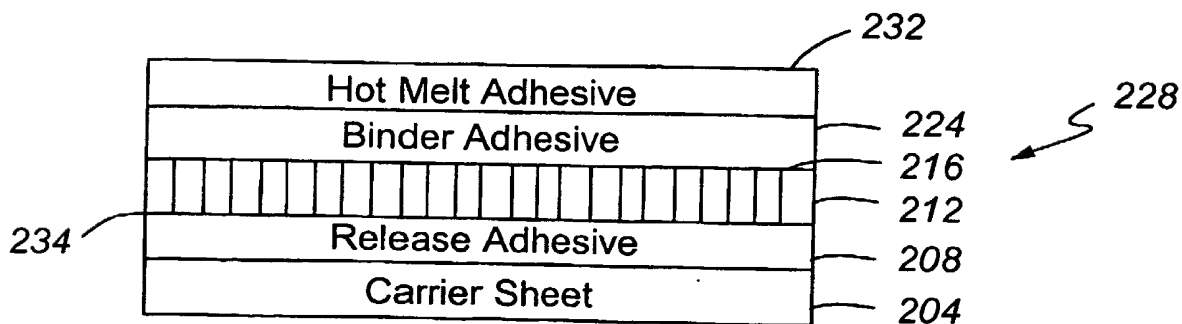 232
Hot Melt Adhesive
228
Binder Adhesive
224
216
212
234
Release Adhesive
208
Carrier Sheet
204